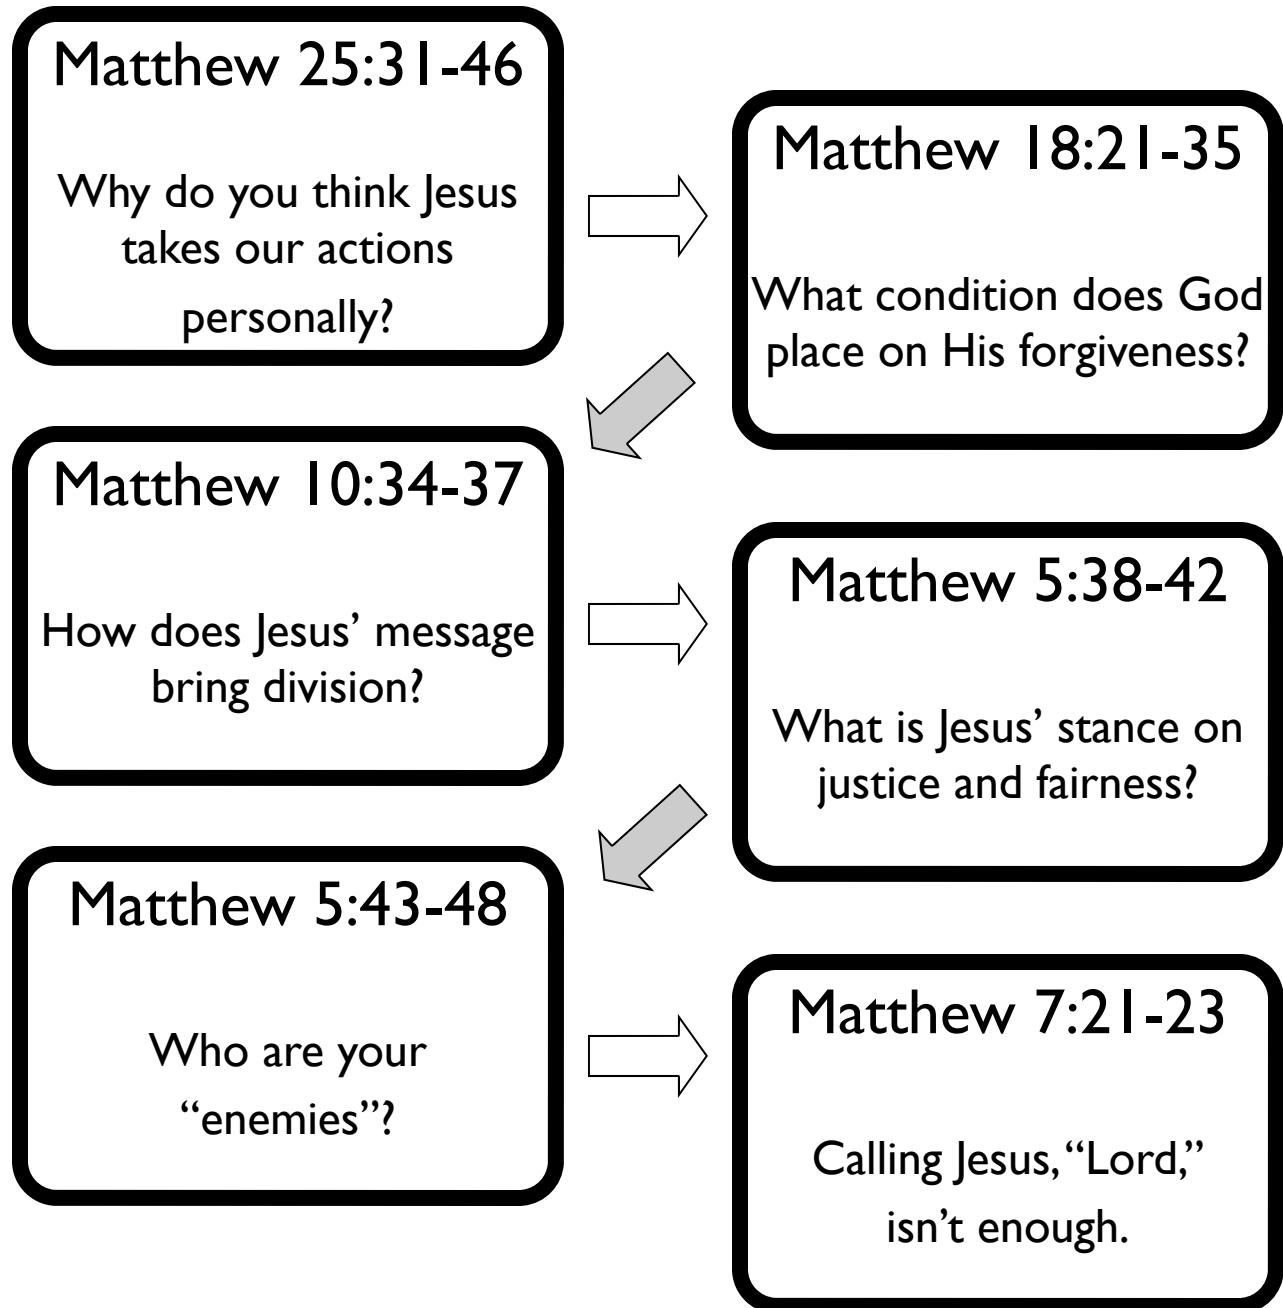 Matthew 25:31-46
Why do you think Jesus
takes our actions
personally?
Matthew 18:21-35
What condition does God
place on His forgiveness?
Matthew 10:34-37
How does Jesus’ message
bring division?
Matthew 5:38-42
What is Jesus’ stance on
justice and fairness?
Matthew 5:43-48
Who are your
“enemies”?
Matthew 7:21-23
Calling Jesus, “Lord,”
isn’t enough.